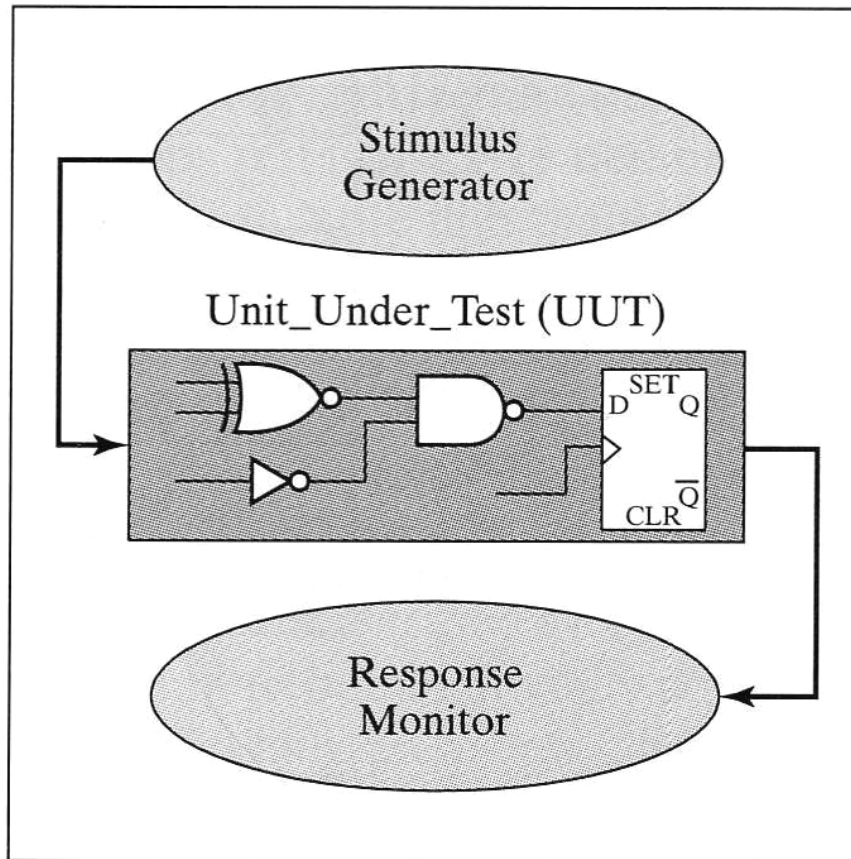 Stimulus
Generator
Unit_Under_Test (UUT)
SET
D Q
Q̅
CLR
Response
Monitor